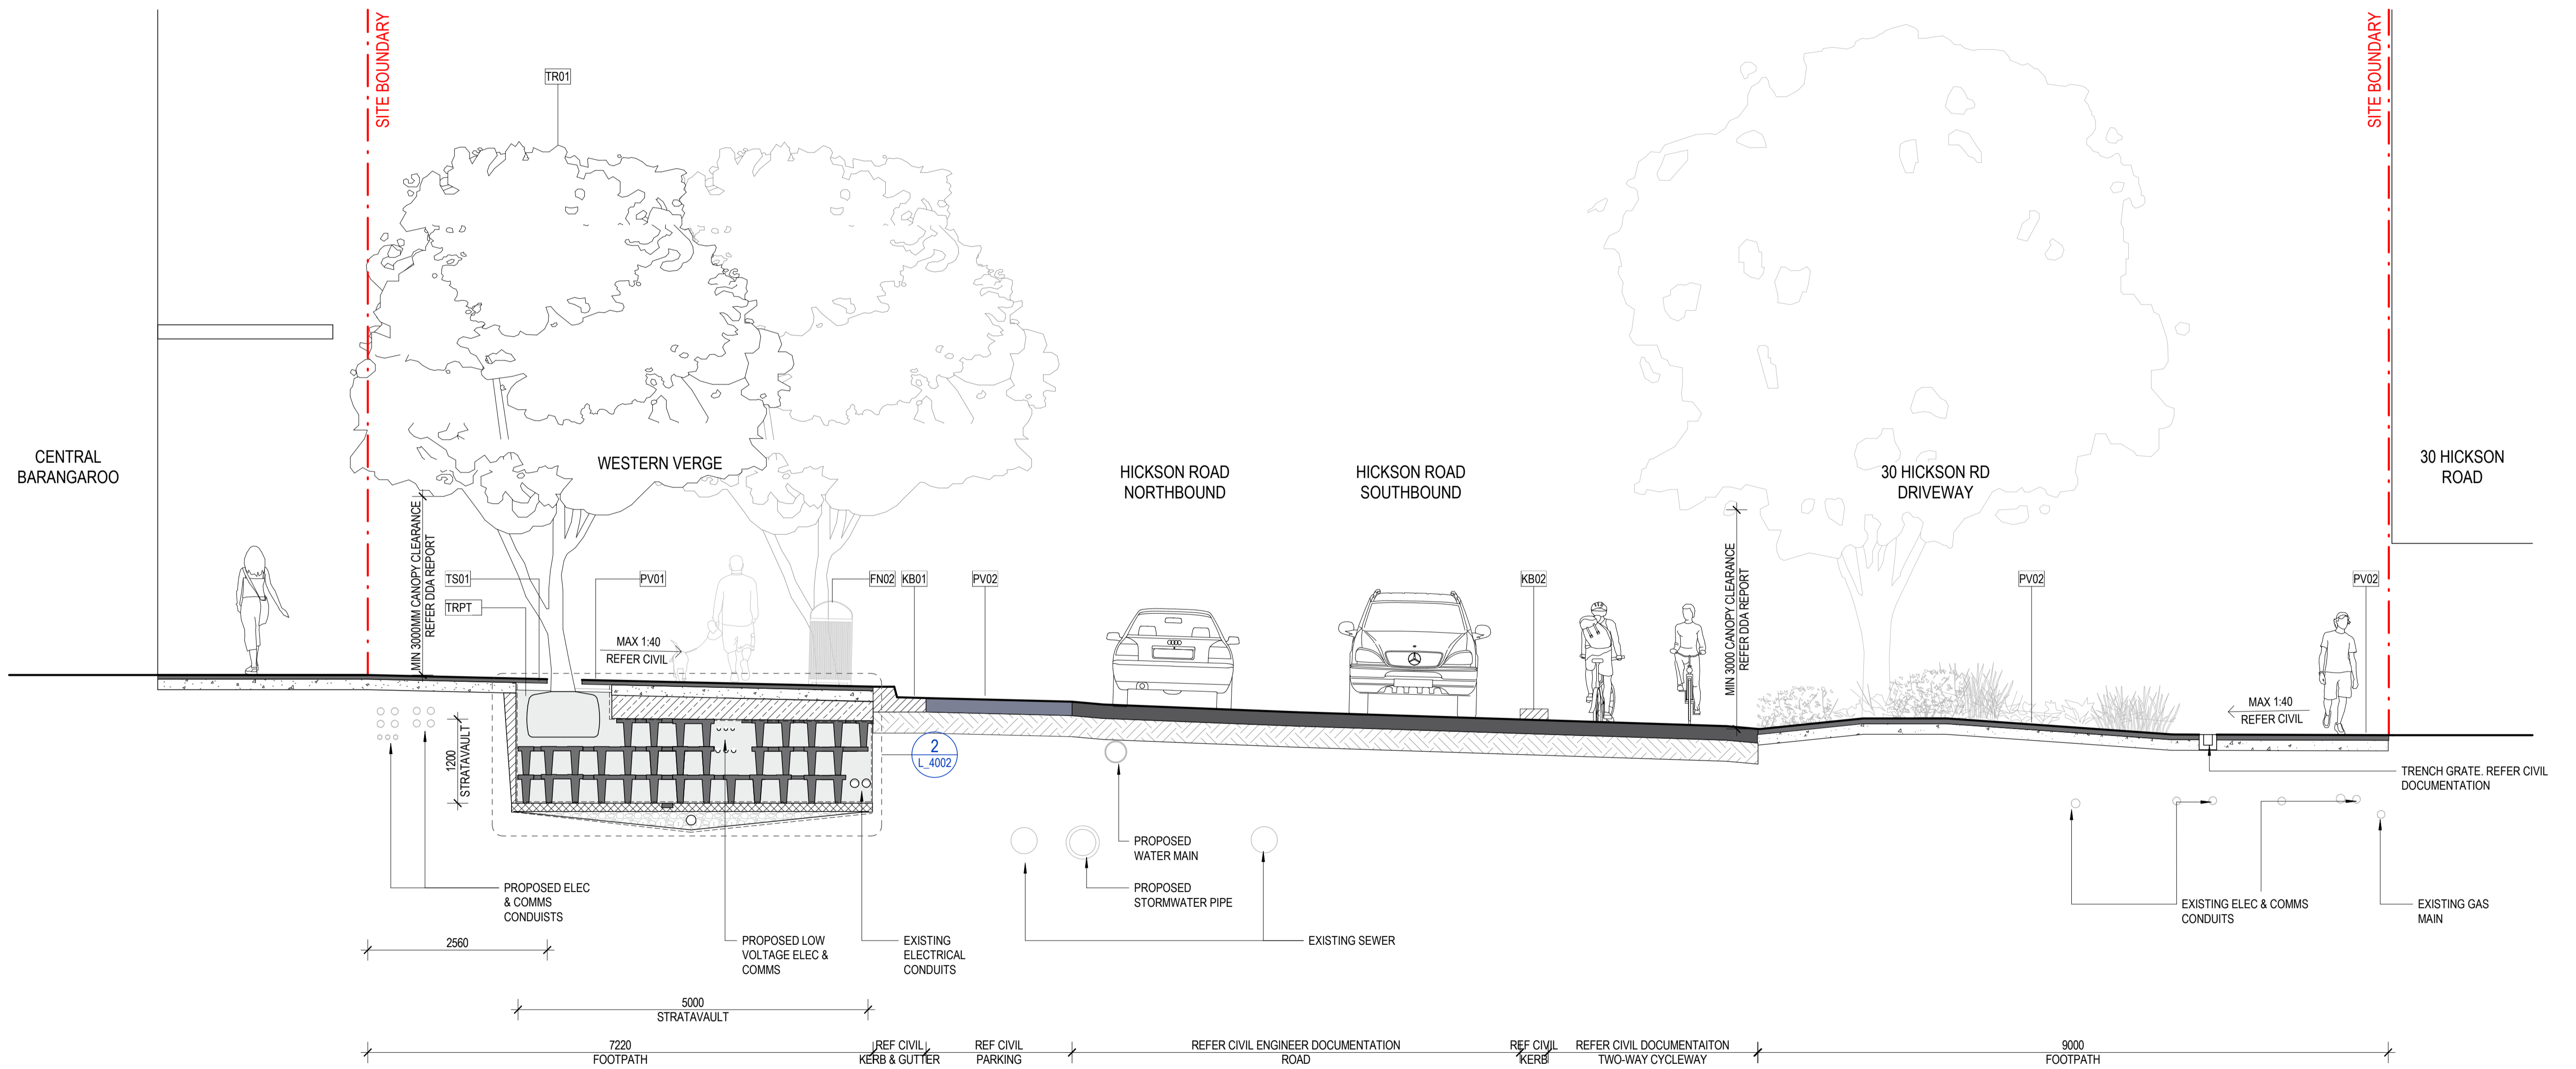 SITE BOUNDARY
SITE BOUNDARY
TR01
CENTRAL
BARANGAROO
WESTERN VERGE
HICKSON ROAD
NORTHBOUND
HICKSON ROAD
SOUTHBOUND
30 HICKSON RD
DRIVEWAY
30 HICKSON
ROAD
MIN 3000MM CANOPY CLEARANCE
REFER DDA REPORT
MIN 3000 CANOPY CLEARANCE
REFER DDA REPORT
TS01
TRPT
PV01
FN02
KB01
PV02
KB02
PV02
PV02
MAX 1:40
REFER CIVIL
MAX 1:40
REFER CIVIL
1200
STRATAVAULT
2
L_4002
TRENCH GRATE. REFER CIVIL
DOCUMENTATION
PROPOSED
WATER MAIN
PROPOSED
STORMWATER PIPE
PROPOSED ELEC
& COMMS
CONDUISTS
EXISTING ELEC & COMMS
CONDUITS
EXISTING GAS
MAIN
PROPOSED LOW
VOLTAGE ELEC &
COMMS
EXISTING
ELECTRICAL
CONDUITS
EXISTING SEWER
2560
5000
STRATAVAULT
7220
FOOTPATH
REF CIVIL
KERB & GUTTER
REF CIVIL
PARKING
REFER CIVIL ENGINEER DOCUMENTATION
ROAD
REF CIVIL
KERB
REFER CIVIL DOCUMENTAITON
TWO-WAY CYCLEWAY
9000
FOOTPATH